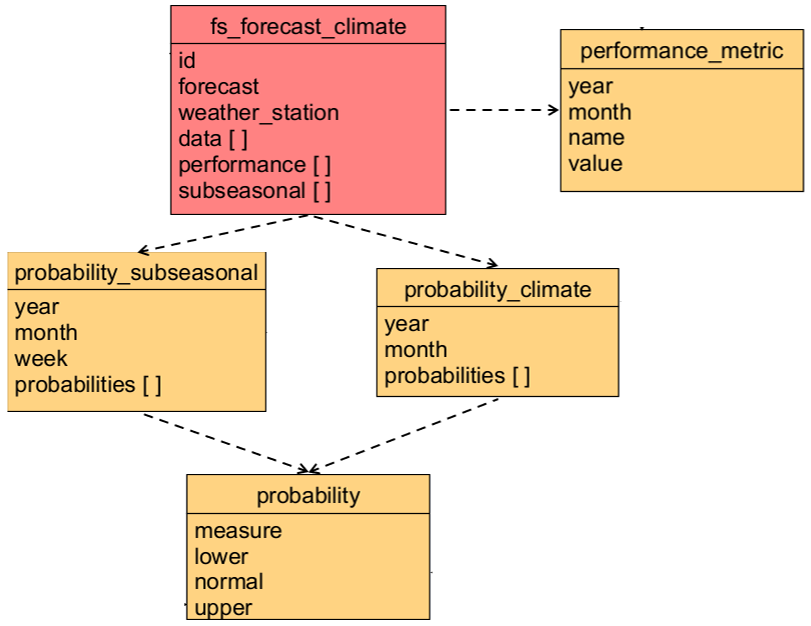 fs_forecast_climate
id
forecast
weather_station
data [ ]
performance [ ]
subseasonal [ ]
performance_metric
year
month
name
value
probability_subseasonal
year
month
week
probabilities [ ]
probability_climate
year
month
probabilities [ ]
probability
measure
lower
normal
upper